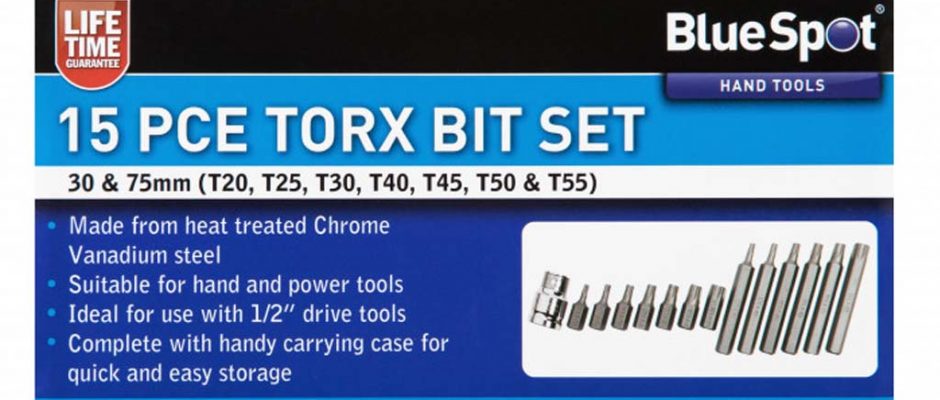 LIFE
TIME
GUARANTEE
BlueSpot®
HAND TOOLS
15 PCE TORX BIT SET
30 & 75mm (T20, T25, T30, T40, T45, T50 & T55)
• Made from heat treated Chrome
Vanadium steel
• Suitable for hand and power tools
• Ideal for use with 1/2" drive tools
• Complete with handy carrying case for
quick and easy storage